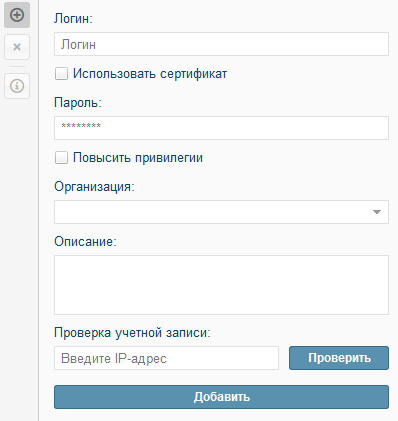 Логин:
Логин
Использовать сертификат
Пароль:
********
Повысить привилегии
Организация:
Описание:
Проверка учетной записи:
Введите IP-адрес
Проверить
Добавить